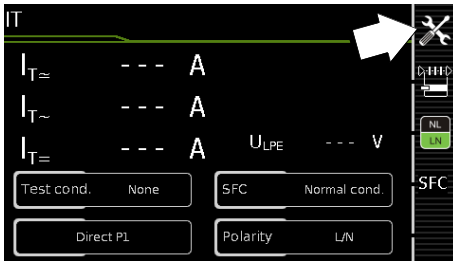 IT
IT≃ --- A
IT~ --- A
IT= --- A
ULPE --- V
Test cond. None
SFC Normal cond.
Direct P1
Polarity L/N
NL
LN
SFC